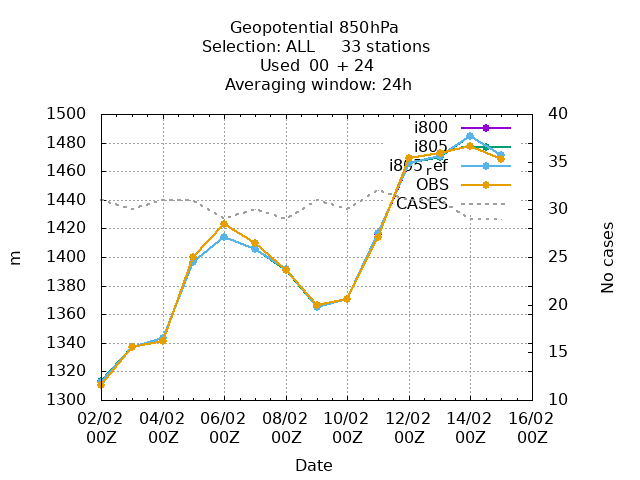 Geopotential 850hPa
Selection: ALL     33 stations
Used  00 + 24
Averaging window: 24h
1500
1480
1460
1440
1420
1400
1380
1360
1340
1320
1300
m
40
35
30
25
20
15
10
No cases
i800
i805
i805_ref
OBS
CASES
02/02 04/02 06/02 08/02 10/02 12/02 14/02 16/02
00Z 00Z 00Z 00Z 00Z 00Z 00Z 00Z
Date